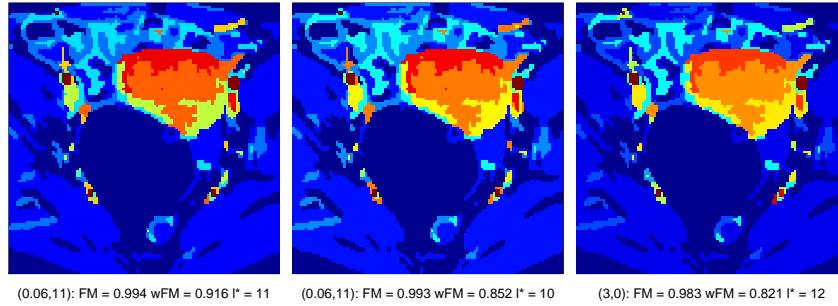 (0.06,11): FM = 0.994 wFM = 0.916 l* = 11
(0.06,11): FM = 0.993 wFM = 0.852 l* = 10
(3,0): FM = 0.983 wFM = 0.821 l* = 12